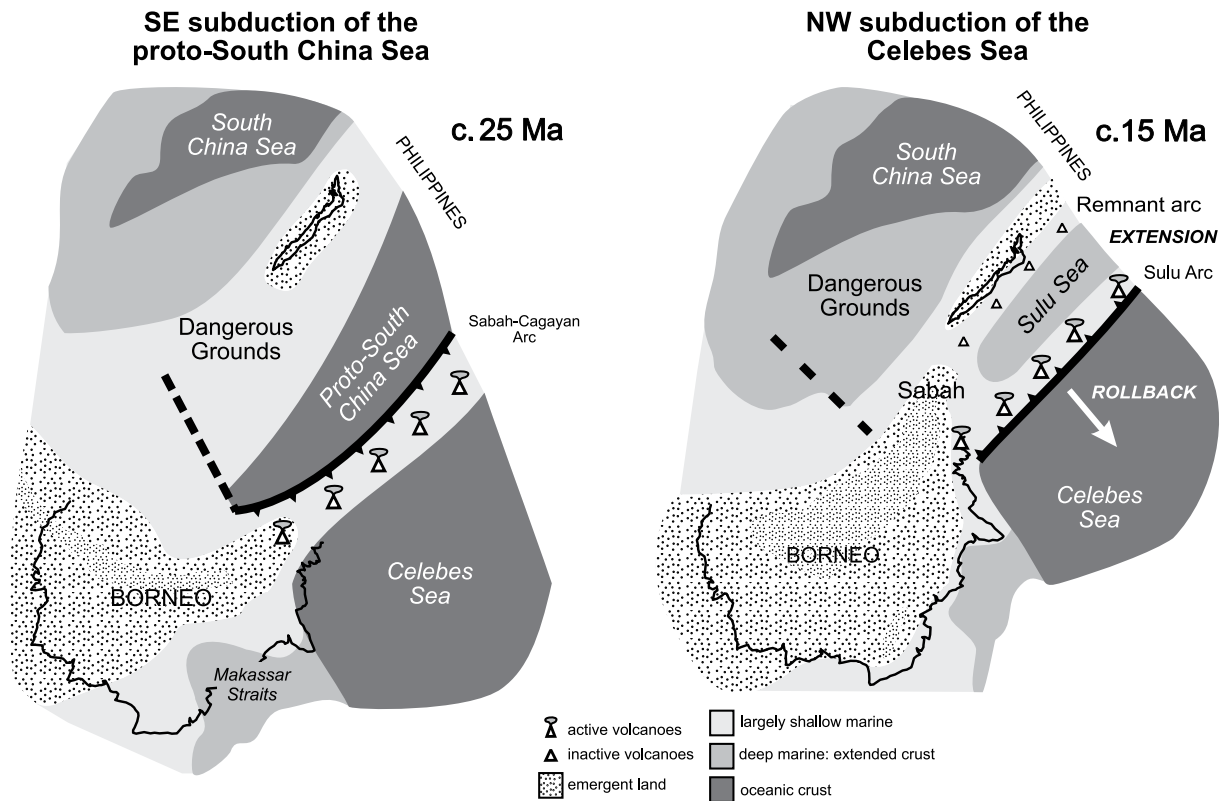 SE subduction of the
proto-South China Sea
c. 25 Ma
South
China Sea
PHILIPPINES
Dangerous
Grounds
Proto-South
China Sea
Sabah-Cagayan
Arc
BORNEO
Celebes
Sea
Makassar
Straits
NW subduction of the
Celebes Sea
c.15 Ma
South
China Sea
PHILIPPINES
Remnant arc
EXTENSION
Sulu Arc
Dangerous
Grounds
Sulu Sea
Sabah
ROLLBACK
Celebes
Sea
BORNEO
active volcanoes
inactive volcanoes
emergent land
largely shallow marine
deep marine: extended crust
oceanic crust